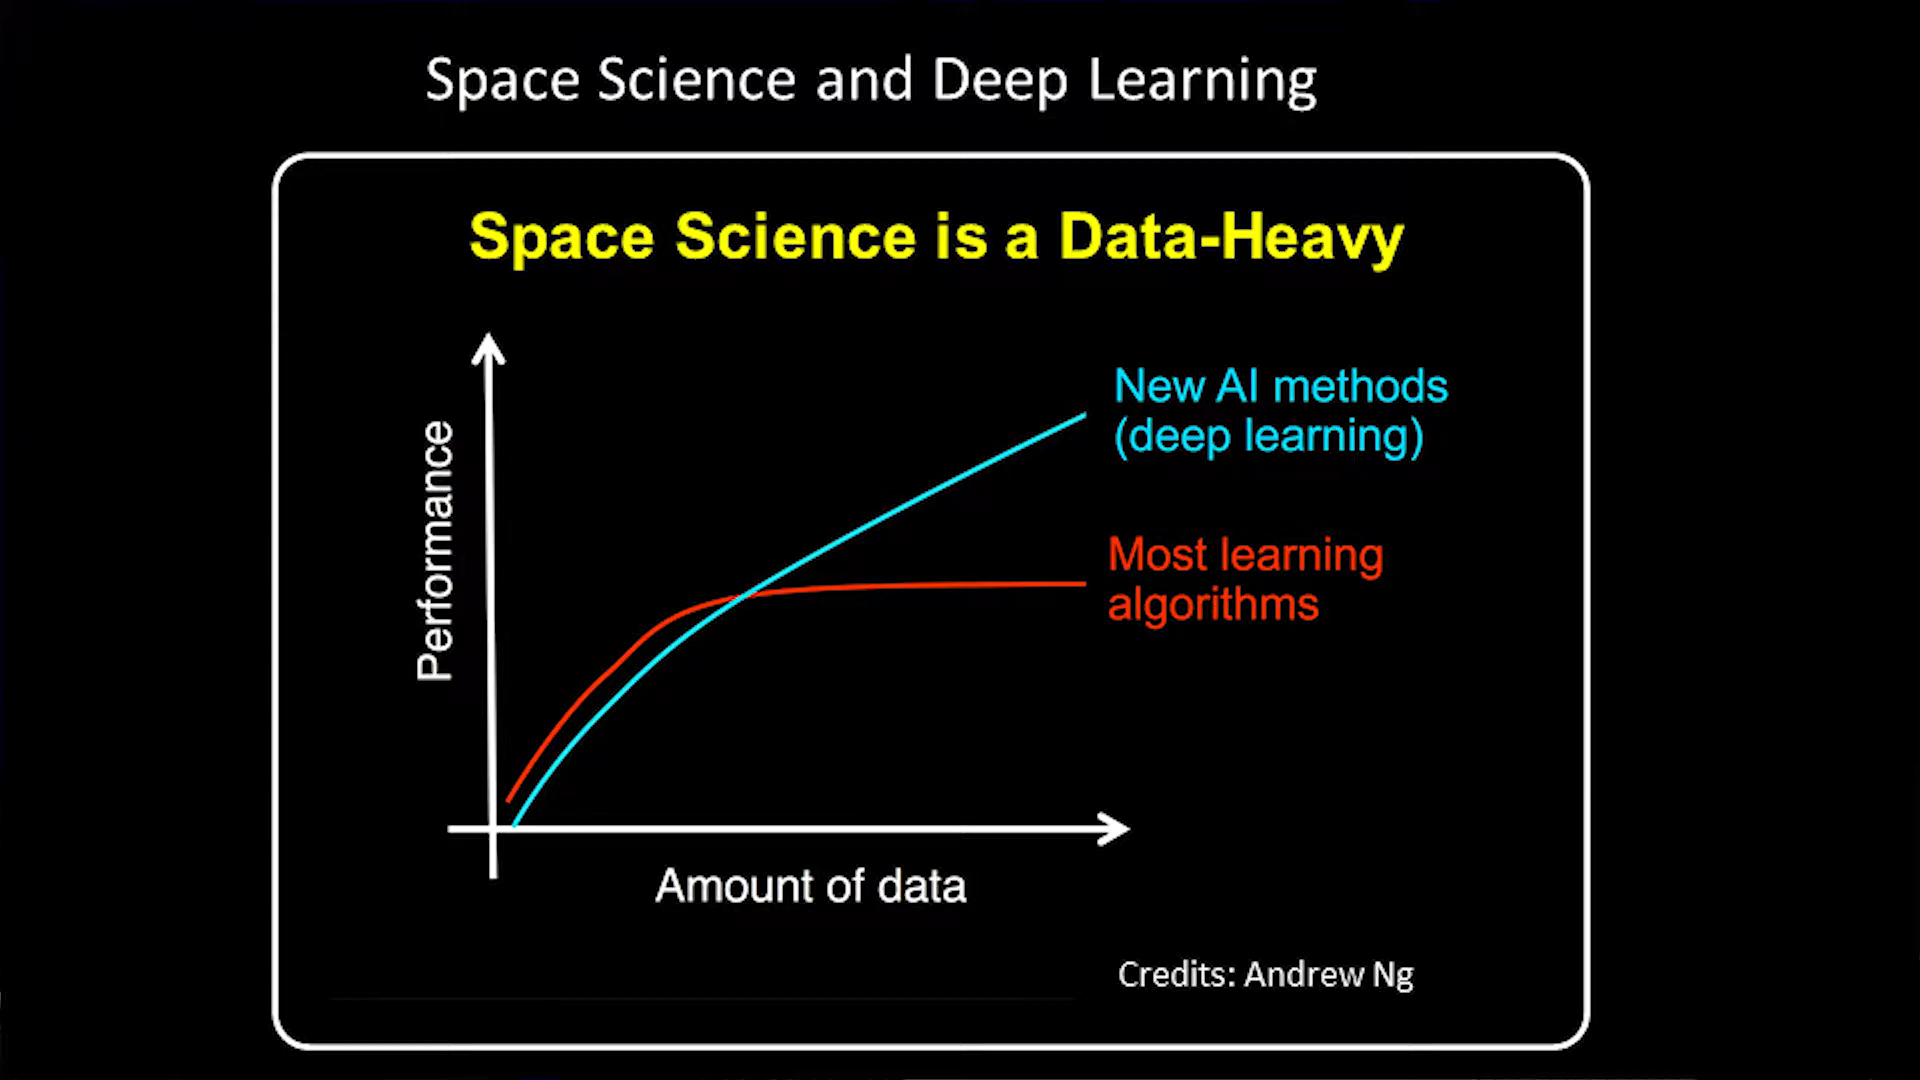 Space Science and Deep Learning
Space Science is a Data-Heavy
New AI methods
(deep learning)
Performance
Most learning
algorithms
Amount of data
Credits: Andrew Ng